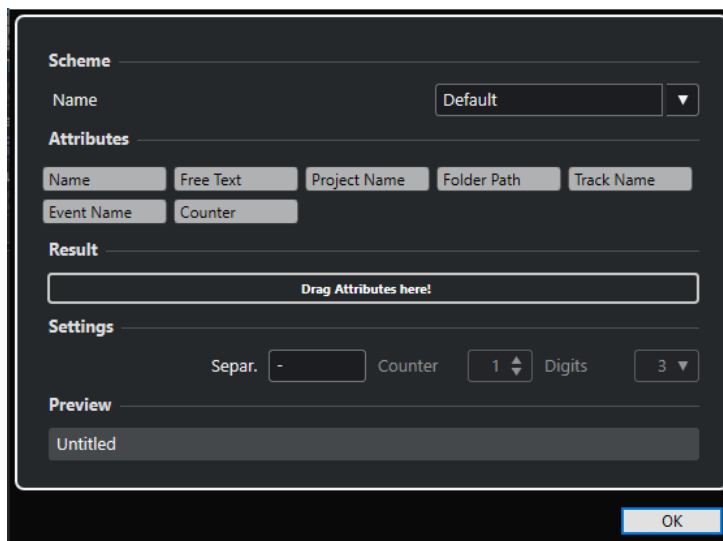 Scheme
Name Default
Attributes
Name Free Text Project Name Folder Path Track Name
Event Name Counter
Result
Drag Attributes here!
Settings
Separ. - Counter 1 Digits 3
Preview
Untitled
OK